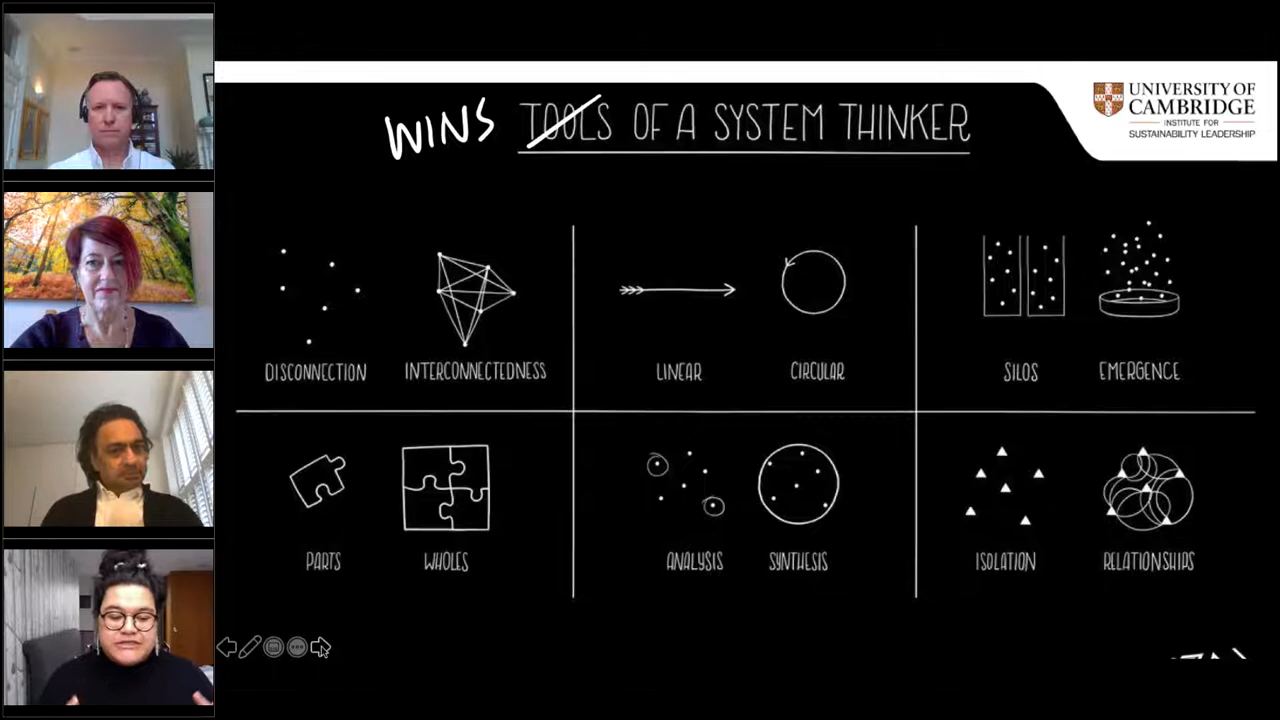 WINS TOOLS OF A SYSTEM THINKER
UNIVERSITY OF
CAMBRIDGE
INSTITUTE FOR
SUSTAINABILITY LEADERSHIP
DISCONNECTION INTERCONNECTEDNESS LINEAR CIRCULAR SILOS EMERGENCE
PARTS WHOLES ANALYSIS SYNTHESIS ISOLATION RELATIONSHIPS